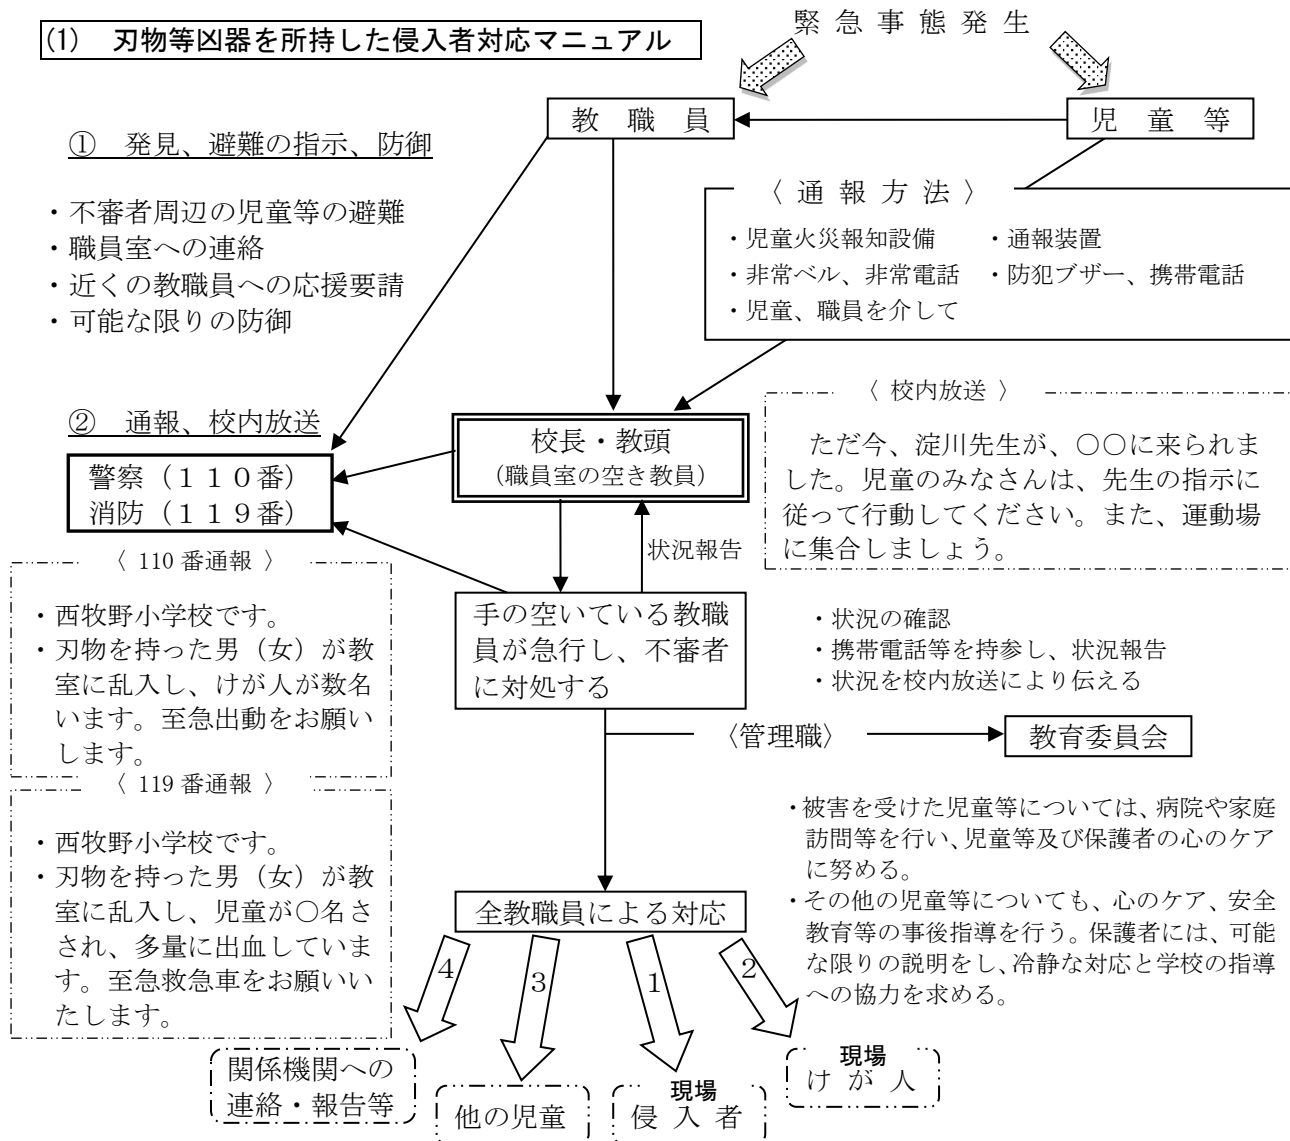 (1)　刃物等凶器を所持した侵入者対応マニュアル
緊 急 事 態 発 生
教　職　員
児　童　等
①　発見、避難の指示、防御
・不審者周辺の児童等の避難
・職員室への連絡
・近くの教職員への応援要請
・可能な限りの防御
〈 通 報 方 法 〉
・児童火災報知設備　　・通報装置
・非常ベル、非常電話　・防犯ブザー、携帯電話
・児童、職員を介して
②　通報、校内放送
警察（１１０番）
消防（１１９番）
校長・教頭
（職員室の空き教員）
〈 校内放送 〉
ただ今、淀川先生が、○○に来られま
した。児童のみなさんは、先生の指示に
従って行動してください。また、運動場
に集合しましょう。
状況報告
〈 110 番通報 〉
・西牧野小学校です。
・刃物を持った男（女）が教
室に乱入し、けが人が数名
います。至急出動をお願い
します。
手の空いている教職
員が急行し、不審者
に対処する
・状況の確認
・携帯電話等を持参し、状況報告
・状況を校内放送により伝える
〈管理職〉
教育委員会
〈 119 番通報 〉
・西牧野小学校です。
・刃物を持った男（女）が教
室に乱入し、児童が○名さ
され、多量に出血していま
す。至急救急車をお願いい
たします。
・被害を受けた児童等については、病院や家庭
訪問等を行い、児童等及び保護者の心のケア
に努める。
・その他の児童等についても、心のケア、安全
教育等の事後指導を行う。保護者には、可能
な限りの説明をし、冷静な対応と学校の指導
への協力を求める。
全教職員による対応
4
3
1
2
関係機関への
連絡・報告等
他の児童
現場
侵 入 者
現場
け が 人